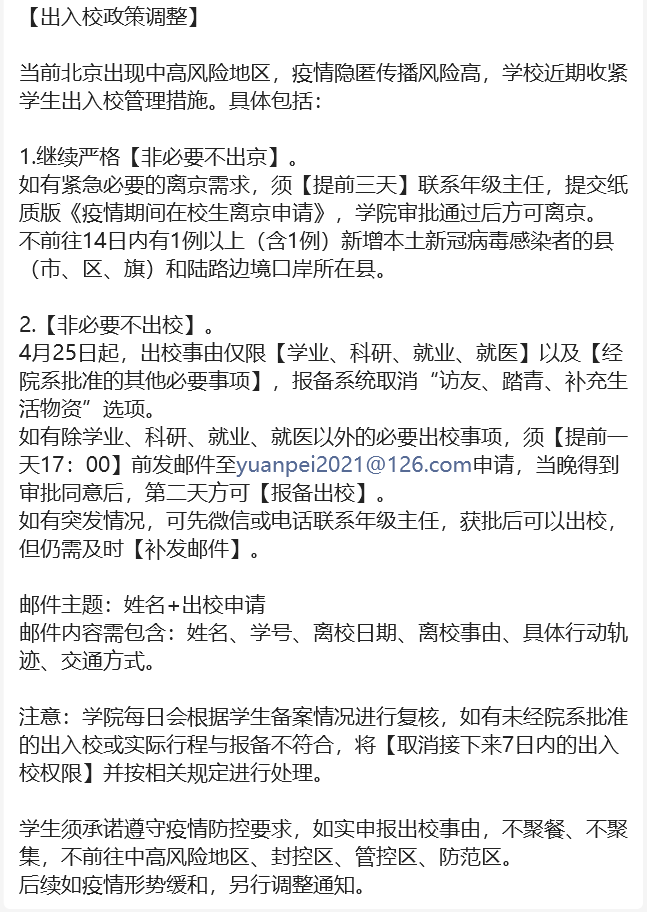 【出入校政策调整】
当前北京出现中高风险地区，疫情隐匿传播风险高，学校近期收紧
学生出入校管理措施。具体包括：
1.继续严格【非必要不出京】。
如有紧急必要的离京需求，须【提前三天】联系年级主任，提交纸
质版《疫情期间在校生离京申请》，学院审批通过后方可离京。
不前往14日内有1例以上（含1例）新增本土新冠病毒感染者的县
（市、区、旗）和陆路边境口岸所在县。
2.【非必要不出校】。
4月25日起，出校事由仅限【学业、科研、就业、就医】以及【经
院系批准的其他必要事项】，报备系统取消“访友、踏青、补充生
活物资”选项。
如有除学业、科研、就业、就医以外的必要出校事项，须【提前一
天17：00】前发邮件至yuanpei2021@126.com申请，当晚得到
审批同意后，第二天方可【报备出校】。
如有突发情况，可先微信或电话联系年级主任，获批后可以出校，
但仍需及时【补发邮件】。
邮件主题：姓名+出校申请
邮件内容需包含：姓名、学号、离校日期、离校事由、具体行动轨
迹、交通方式。
注意：学院每日会根据学生备案情况进行复核，如有未经院系批准
的出入校或实际行程与报备不符合，将【取消接下来7日内的出入
校权限】并按相关规定进行处理。
学生须承诺遵守疫情防控要求，如实申报出校事由，不聚餐、不聚
集，不前往中高风险地区、封控区、管控区、防范区。
后续如疫情形势缓和，另行调整通知。